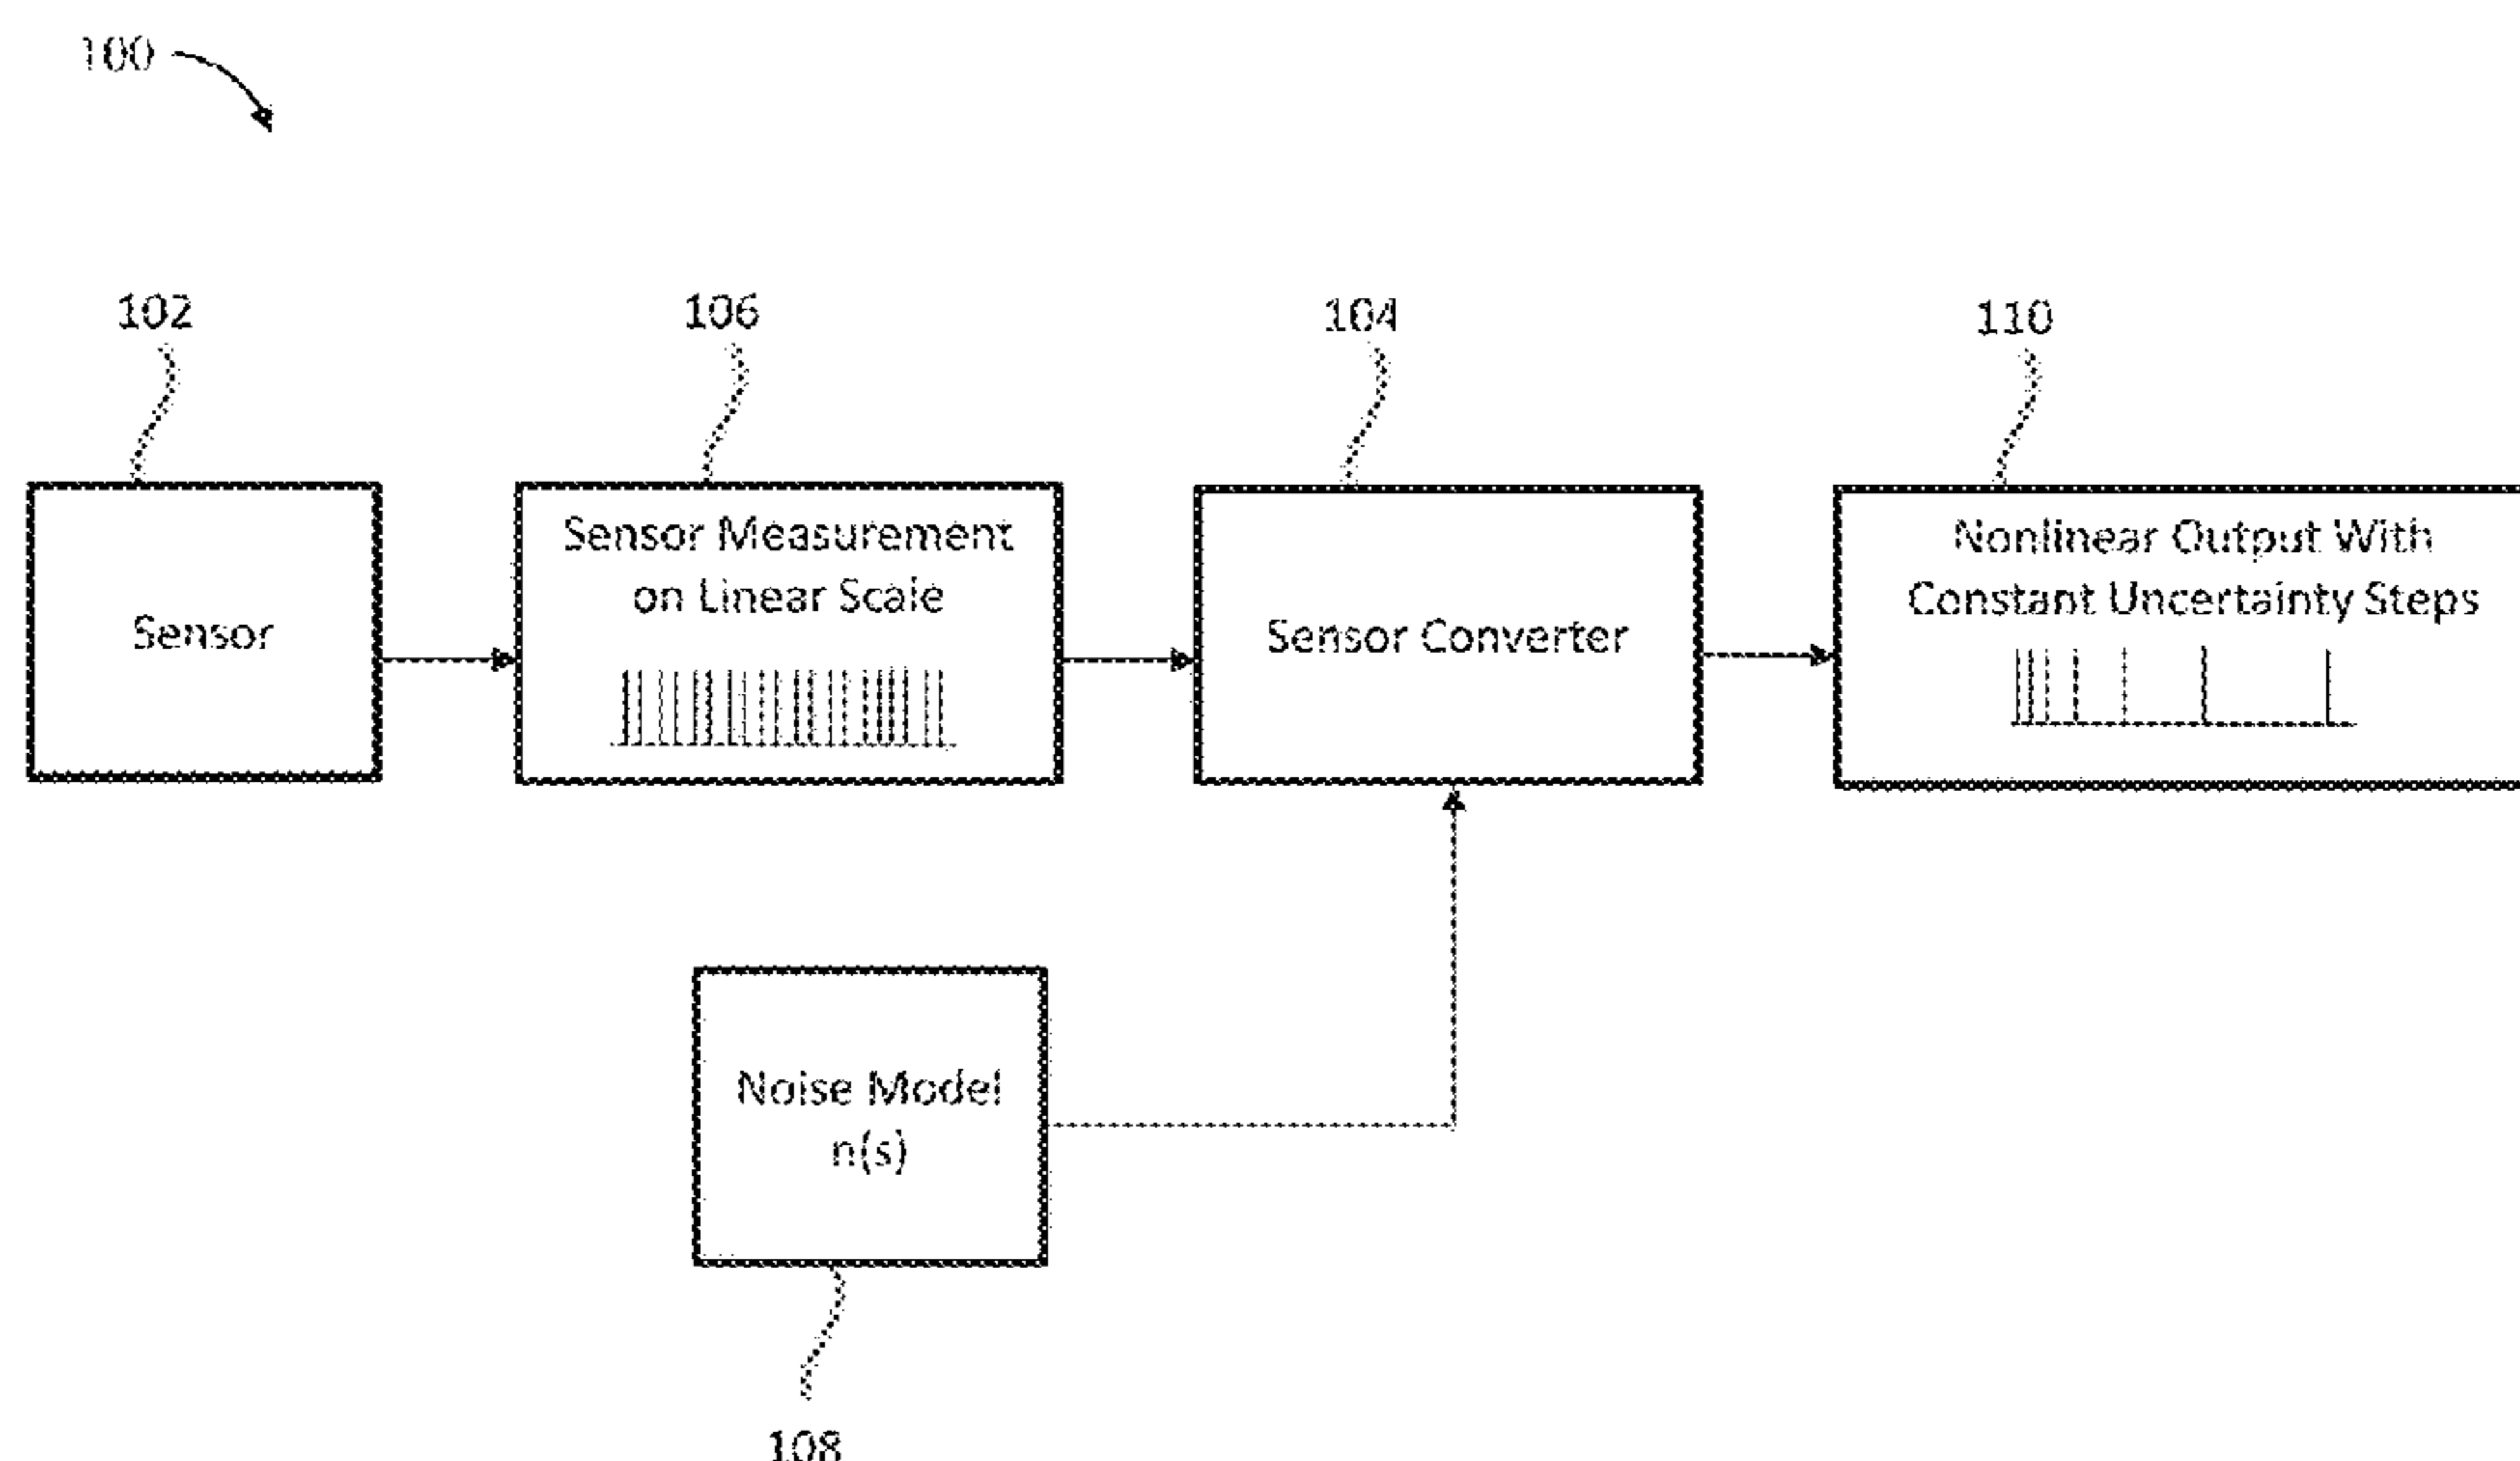 100
102
106
104
110
Sensor
Sensor Measurement
on Linear Scale
Sensor Converter
Nonlinear Output With
Constant Uncertainty Steps
Noise Model
n(s)
108